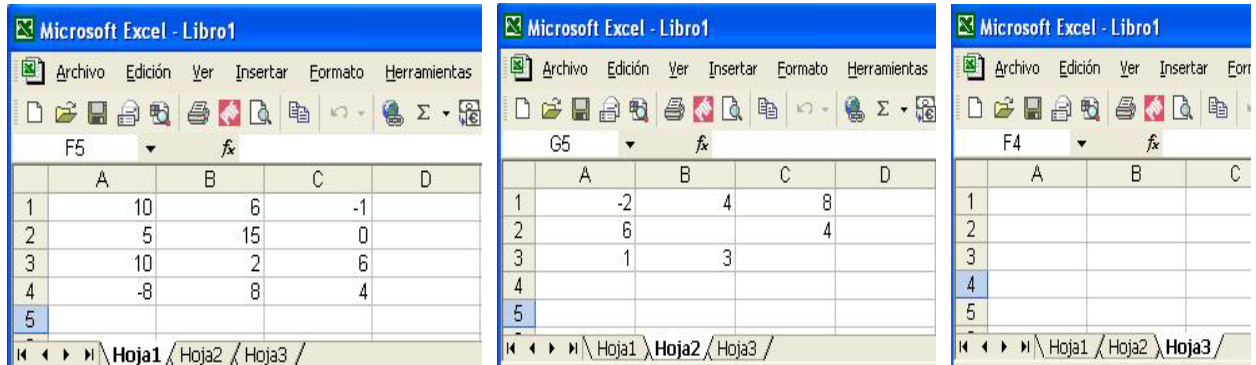 Microsoft Excel - Libro1
Archivo Edición Ver Insertar Formato Herramientas
F5 fx
A B C D
1 10 6 -1
2 5 15 0
3 10 2 6
4 -8 8 4
5
Hoja1 Hoja2 Hoja3
Microsoft Excel - Libro1
Archivo Edición Ver Insertar Formato Herramientas
G5 fx
A B C D
1 -2 4 8
2 6 4
3 1 3
4
5
Hoja1 Hoja2 Hoja3
Microsoft Excel - Libro1
Archivo Edición Ver Insertar
F4 fx
A B C
1
2
3
4
5
Hoja1 Hoja2 Hoja3